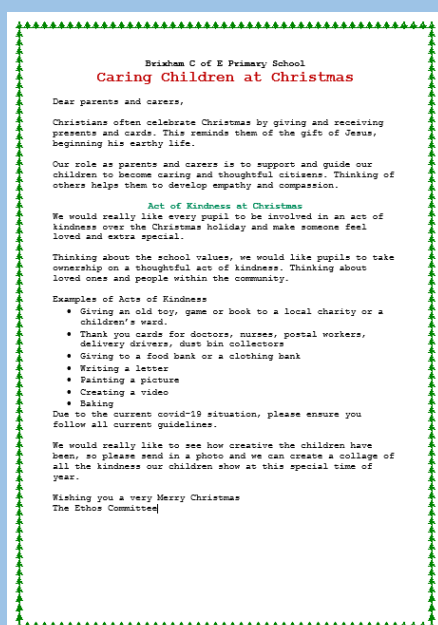 Brixham C of E Primary School
Caring Children at Christmas
Dear parents and carers,
Christians often celebrate Christmas by giving and receiving
presents and cards. This reminds them of the gift of Jesus,
beginning his earthy life.
Our role as parents and carers is to support and guide our
children to become caring and thoughtful citizens. Thinking of
others helps them to develop empathy and compassion.
Act of Kindness at Christmas
We would really like every pupil to be involved in an act of
kindness over the Christmas holiday and make someone feel
loved and extra special.
Thinking about the school values, we would like pupils to take
ownership on a thoughtful act of kindness. Thinking about
loved ones and people within the community.
Examples of Acts of Kindness
• Giving an old toy, game or book to a local charity or a
children's ward.
• Thank you cards for doctors, nurses, postal workers,
delivery drivers, dust bin collectors
• Giving to a food bank or a clothing bank
• Writing a letter
• Painting a picture
• Creating a video
• Baking
Due to the current covid-19 situation, please ensure you
follow all current guidelines.
We would really like to see how creative the children have
been, so please send in a photo and we can create a collage of
all the kindness our children show at this special time of
year.
Wishing you a very Merry Christmas
The Ethos Committee